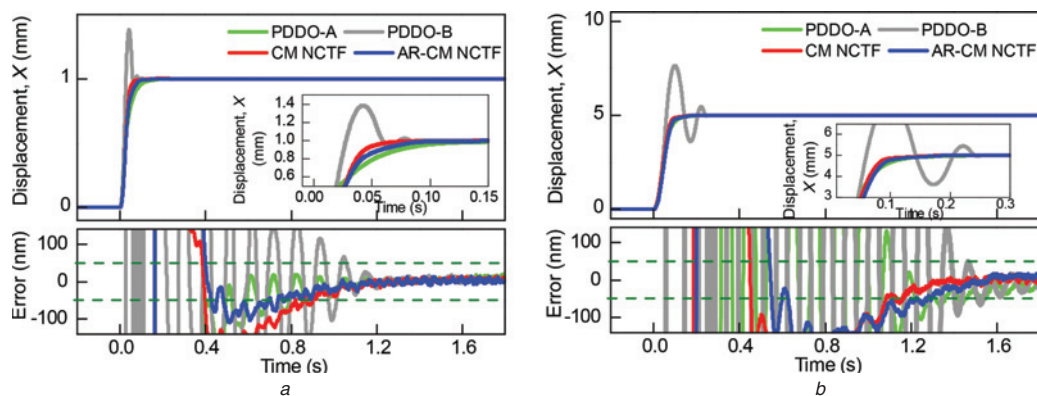 PDDO-A PDDO-B
CM NCTF AR-CM NCTF
Displacement, X (mm)
1
0
Displacement, X
(mm)
1.4
1.2
1.0
0.8
0.6
0.00 0.05 0.10 0.15
Time (s)
Error (nm)
100
0
-100
0.0 0.4 0.8 1.2 1.6
Time (s)
a
PDDO-A PDDO-B
CM NCTF AR-CM NCTF
Displacement, X (mm)
10
5
0
Displacement,
X (mm)
6
5
4
3
0.1 0.2 0.3
Time (s)
Error (nm)
100
0
-100
0.0 0.4 0.8 1.2 1.6
Time (s)
b